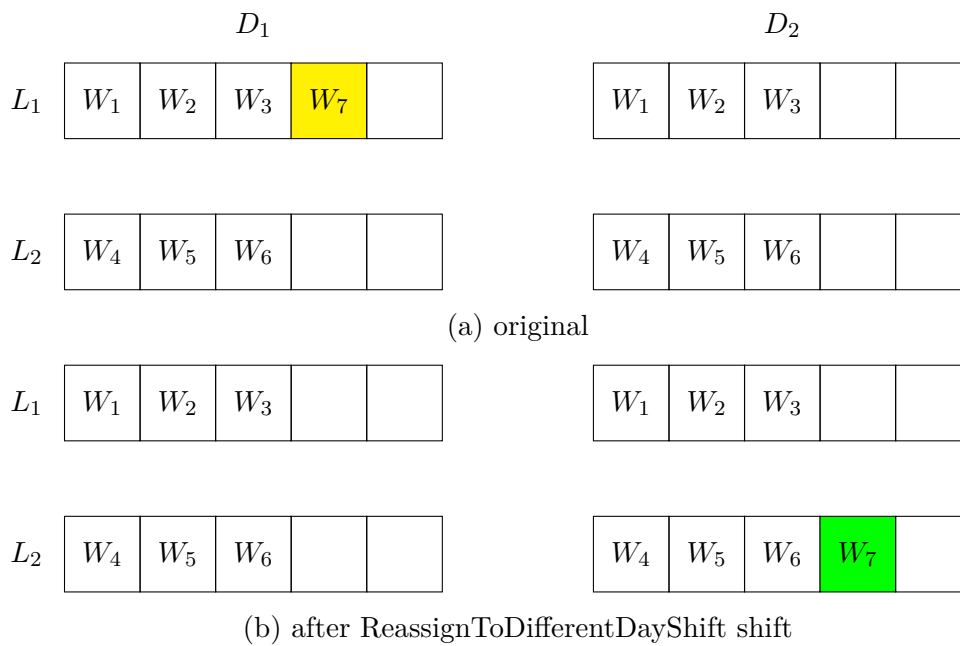 D₁ D₂
L₁ W₁ W₂ W₃ W₇ W₁ W₂ W₃
L₂ W₄ W₅ W₆ W₄ W₅ W₆
(a) original
L₁ W₁ W₂ W₃ W₁ W₂ W₃
L₂ W₄ W₅ W₆ W₄ W₅ W₆ W₇
(b) after ReassignToDifferentDayShift shift